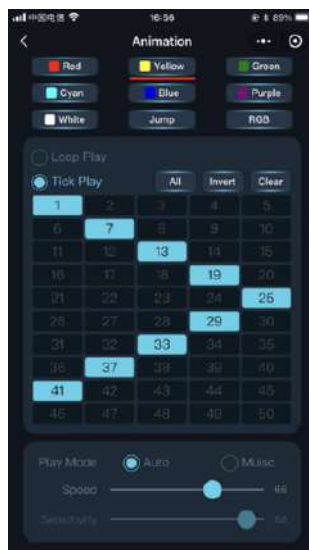 中国电信 16:56 89%
Animation
Red Yellow Green
Cyan Blue Purple
White Jump RGB
Loop Play
Tick Play All Invert Clear
1 2 3 4 5
6 7 8 9 10
11 12 13 14 15
16 17 18 19 20
21 22 23 24 25
26 27 28 29 30
31 32 33 34 35
36 37 38 39 40
41 42 43 44 45
46 47 48 49 50
Play Mode Auto Muisc
Speed 66
Sensitivity